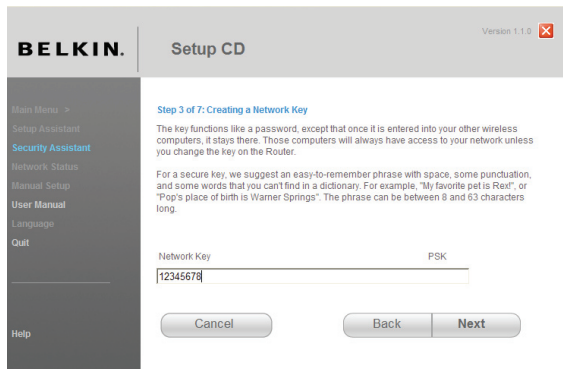 Version 1.1.0
BELKIN.
Setup CD
Main Menu >
Setup Assistant
Security Assistant
Network Status
Manual Setup
User Manual
Language
Quit
Help
Step 3 of 7: Creating a Network Key
The key functions like a password, except that once it is entered into your other wireless
computers, it stays there. Those computers will always have access to your network unless
you change the key on the Router.
For a secure key, we suggest an easy-to-remember phrase with space, some punctuation,
and some words that you can't find in a dictionary. For example, "My favorite pet is Rex!", or
"Pop's place of birth is Warner Springs". The phrase can be between 8 and 63 characters
long.
Network Key PSK
12345678
Cancel Back Next